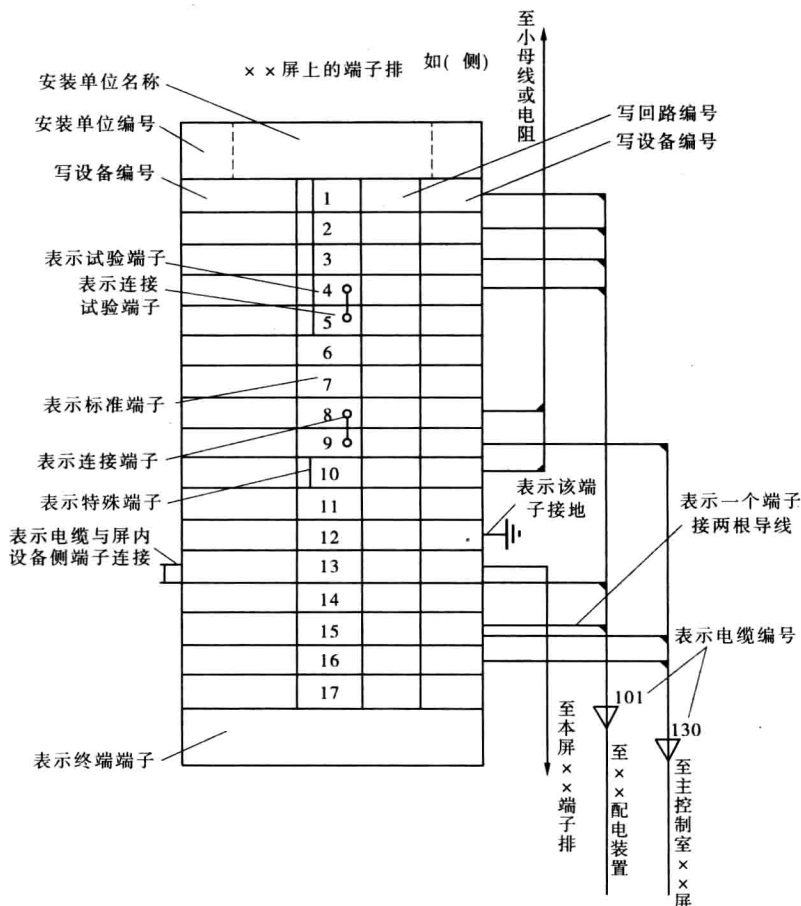 ××屏上的端子排 如( 侧)
至小母线或电阻
安装单位名称
安装单位编号
写设备编号
写回路编号
写设备编号
表示试验端子
表示连接
试验端子
表示标准端子
表示连接端子
表示特殊端子
表示电缆与屏内
设备侧端子连接
表示终端端子
1
2
3
4
5
6
7
8
9
10
11
12
13
14
15
16
17
表示该端
子接地
表示一个端子
接两根导线
表示电缆编号
101
130
至本屏××端子排
至××配电装置
至主控制室××屏